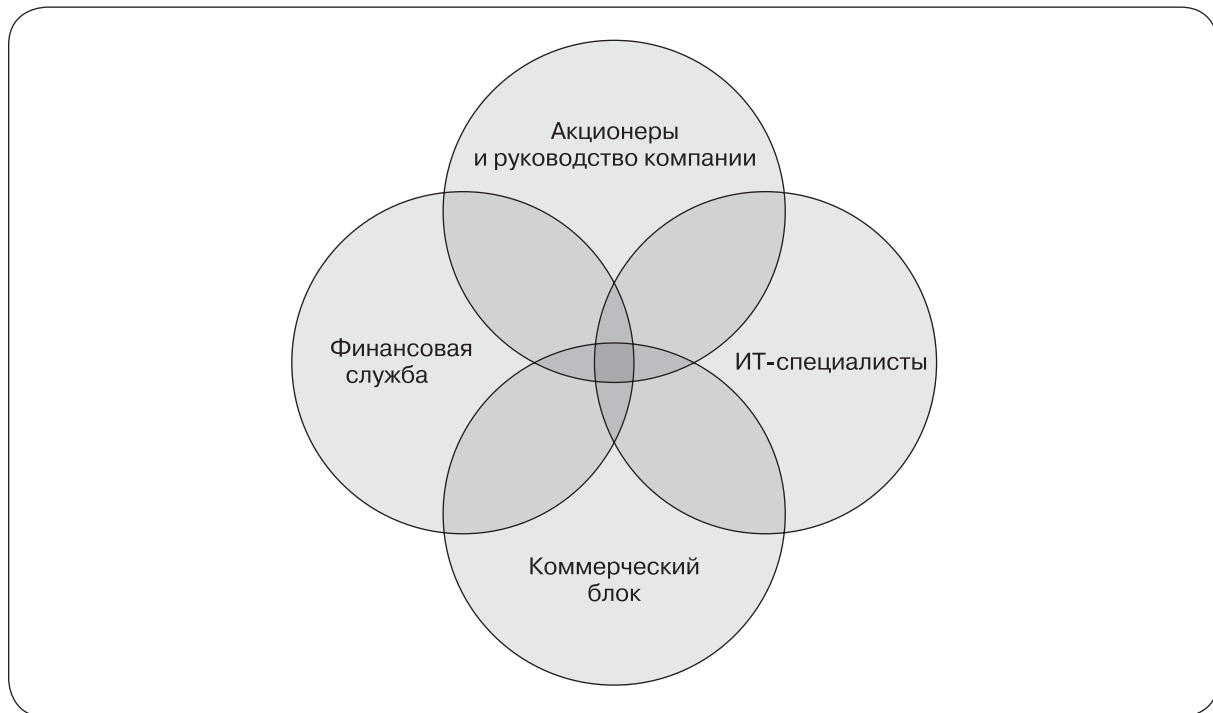 Акционеры
и руководство компании
Финансовая
служба
ИТ-специалисты
Коммерческий
блок